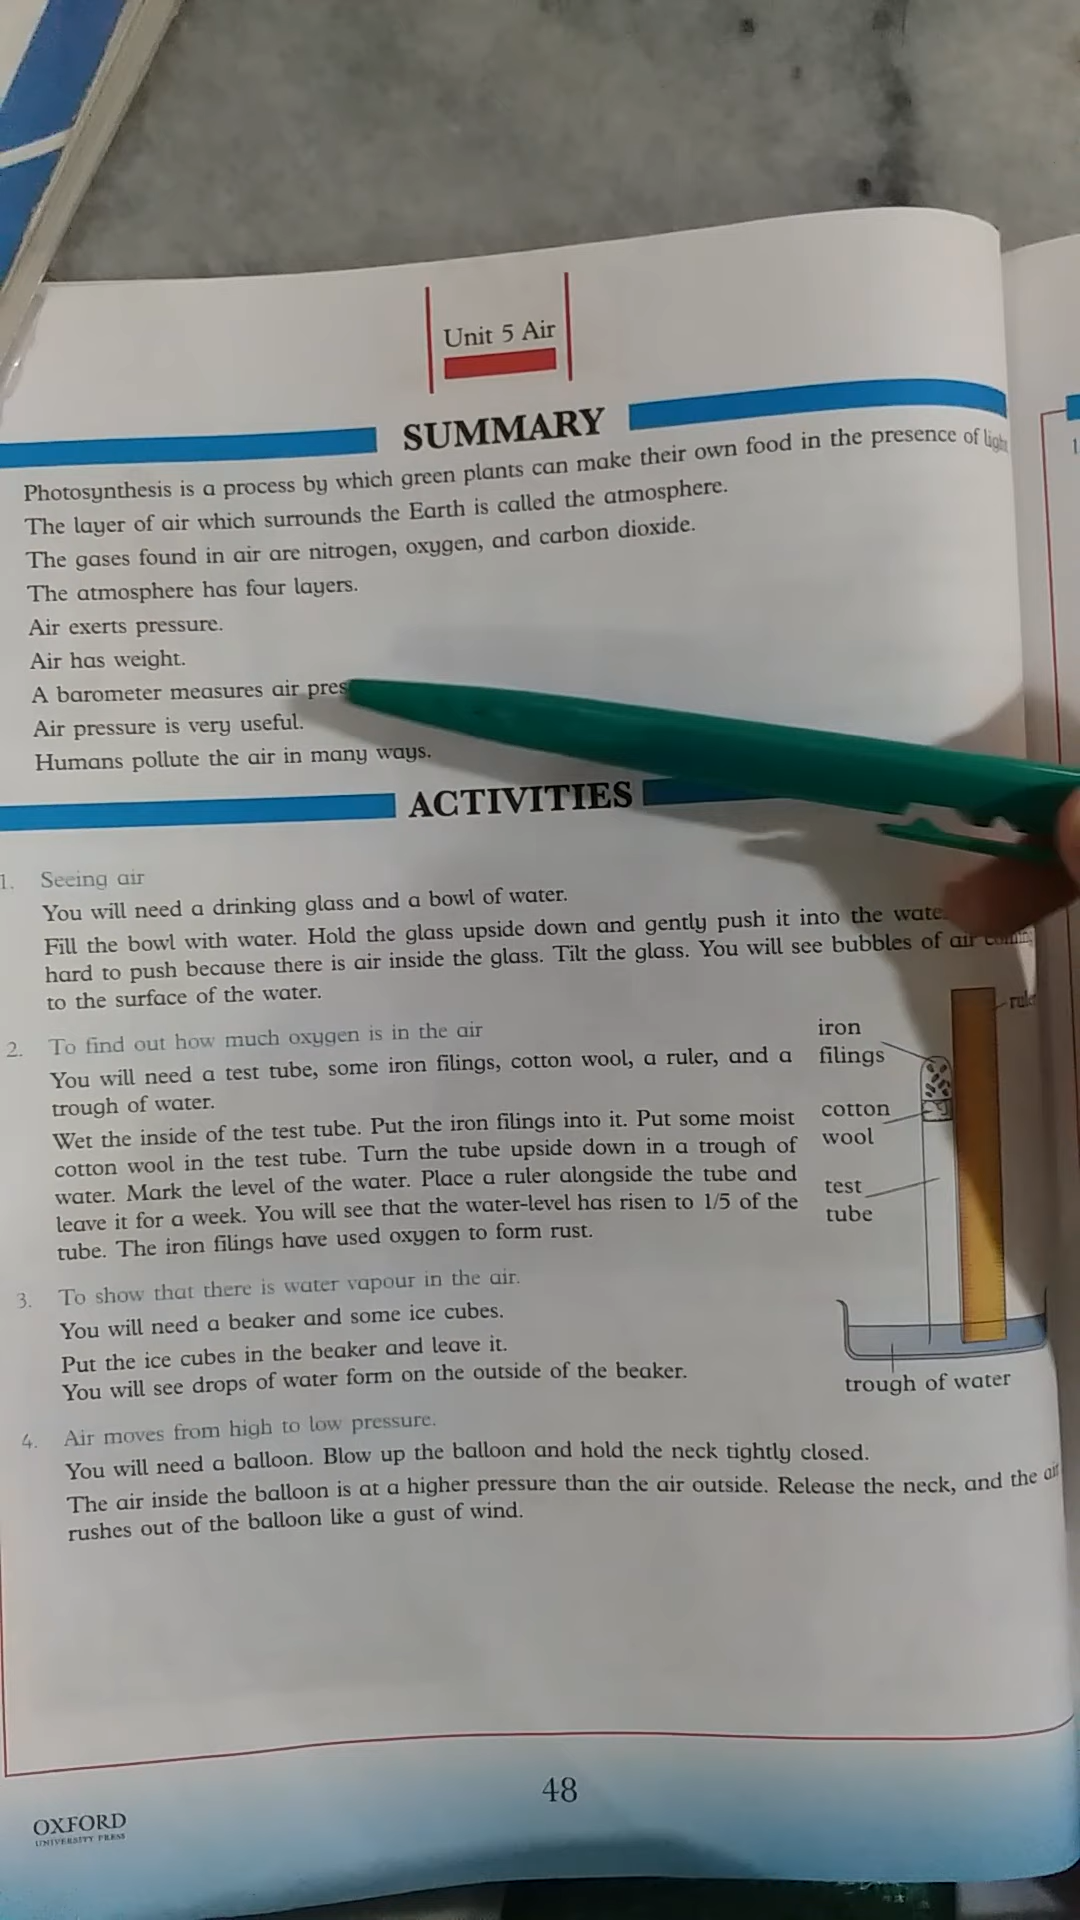 Unit 5 Air
SUMMARY
Photosynthesis is a process by which green plants can make their own food in the presence of light
The layer of air which surrounds the Earth is called the atmosphere.
The gases found in air are nitrogen, oxygen, and carbon dioxide.
The atmosphere has four layers.
Air exerts pressure.
Air has weight.
A barometer measures air pres
Air pressure is very useful.
Humans pollute the air in many ways.
ACTIVITIES
1. Seeing air
You will need a drinking glass and a bowl of water.
Fill the bowl with water. Hold the glass upside down and gently push it into the wate
hard to push because there is air inside the glass. Tilt the glass. You will see bubbles of air
to the surface of the water.
2. To find out how much oxygen is in the air
You will need a test tube, some iron filings, cotton wool, a ruler, and a
trough of water.
Wet the inside of the test tube. Put the iron filings into it. Put some moist
cotton wool in the test tube. Turn the tube upside down in a trough of
water. Mark the level of the water. Place a ruler alongside the tube and
leave it for a week. You will see that the water-level has risen to 1/5 of the
tube. The iron filings have used oxygen to form rust.
ruler
iron
filings
cotton
wool
test
tube
trough of water
3. To show that there is water vapour in the air.
You will need a beaker and some ice cubes.
Put the ice cubes in the beaker and leave it.
You will see drops of water form on the outside of the beaker.
4. Air moves from high to low pressure.
You will need a balloon. Blow up the balloon and hold the neck tightly closed.
The air inside the balloon is at a higher pressure than the air outside. Release the neck, and the air
rushes out of the balloon like a gust of wind.
48
OXFORD
UNIVERSITY PRESS
1